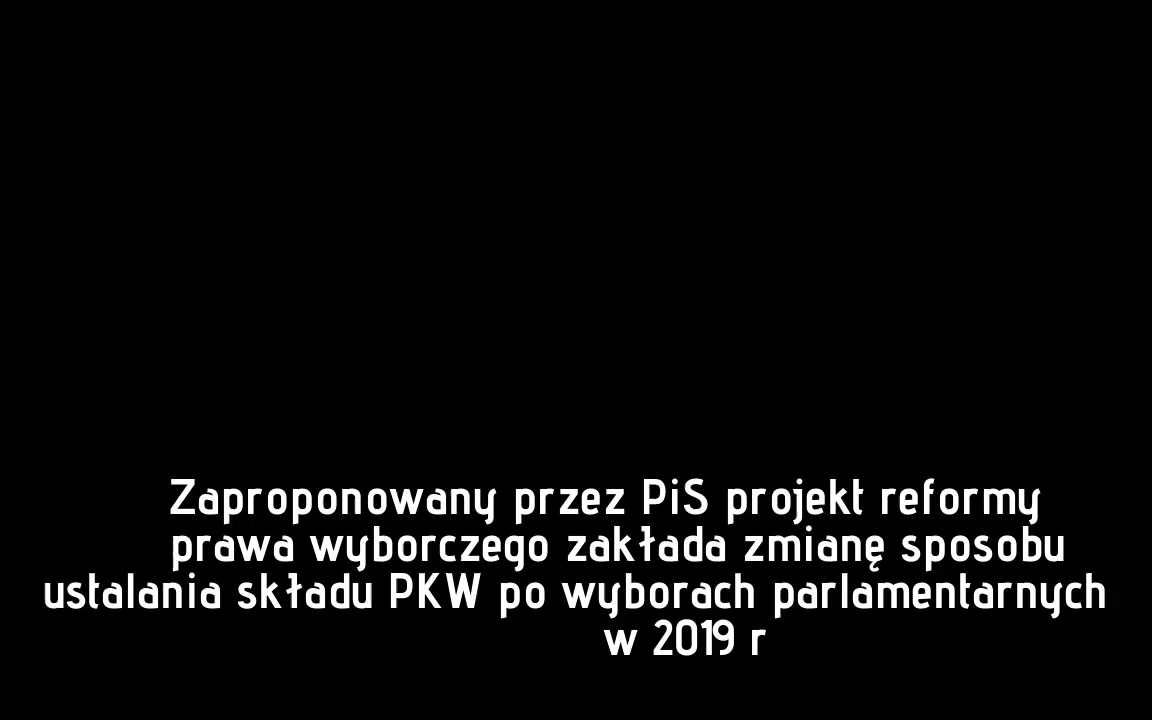 Zaproponowany przez PiS projekt reformy
prawa wyborczego zakłada zmianę sposobu
ustalania składu PKW po wyborach parlamentarnych
w 2019 r